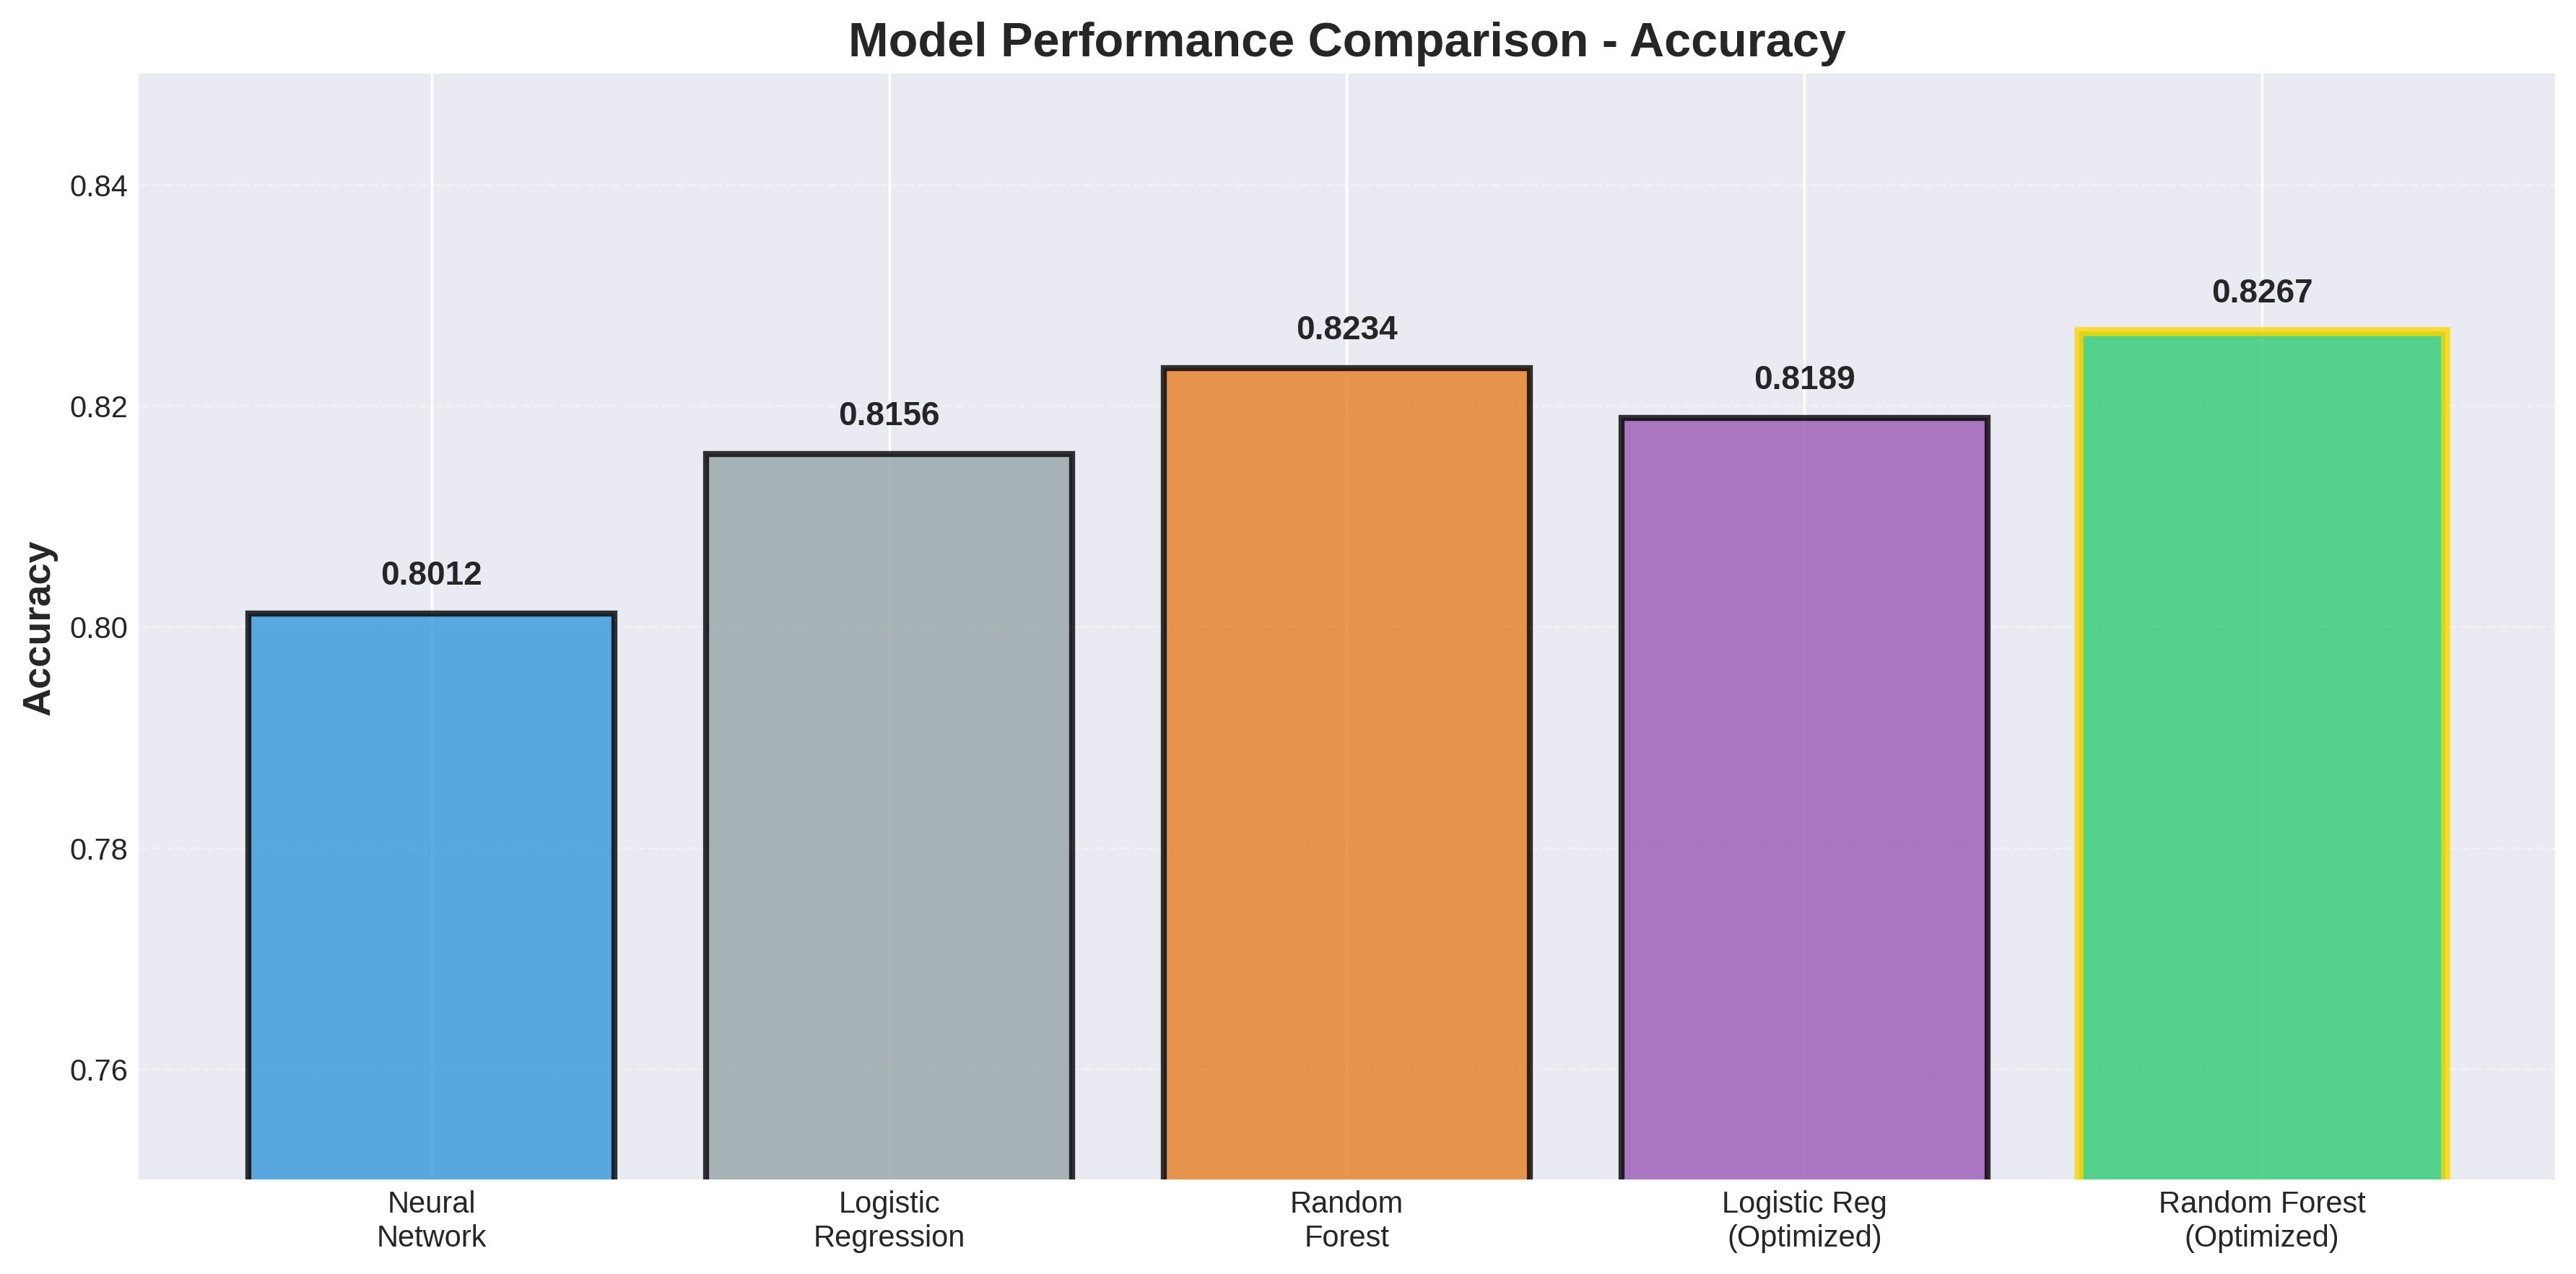 Model Performance Comparison - Accuracy
Accuracy
0.84
0.82
0.80
0.78
0.76
0.8012
0.8156
0.8234
0.8189
0.8267
Neural
Network
Logistic
Regression
Random
Forest
Logistic Reg
(Optimized)
Random Forest
(Optimized)